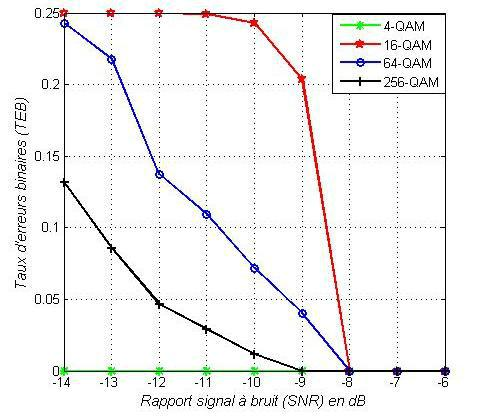 0.25
0.2
0.15
0.1
0.05
0
Taux d'erreurs binaires (TEB)
4-QAM
16-QAM
64-QAM
256-QAM
-14 -13 -12 -11 -10 -9 -8 -7 -6
Rapport signal à bruit (SNR) en dB